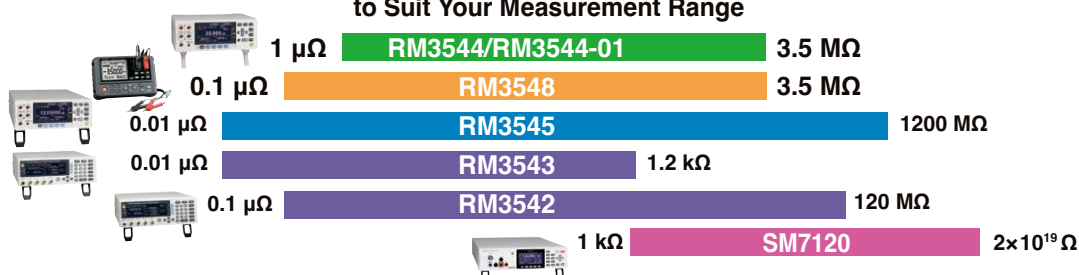 to Suit Your Measurement Range
1 µΩ RM3544/RM3544-01 3.5 MΩ
0.1 µΩ RM3548 3.5 MΩ
0.01 µΩ RM3545 1200 MΩ
0.01 µΩ RM3543 1.2 kΩ
0.1 µΩ RM3542 120 MΩ
1 kΩ SM7120 2×10¹⁹ Ω